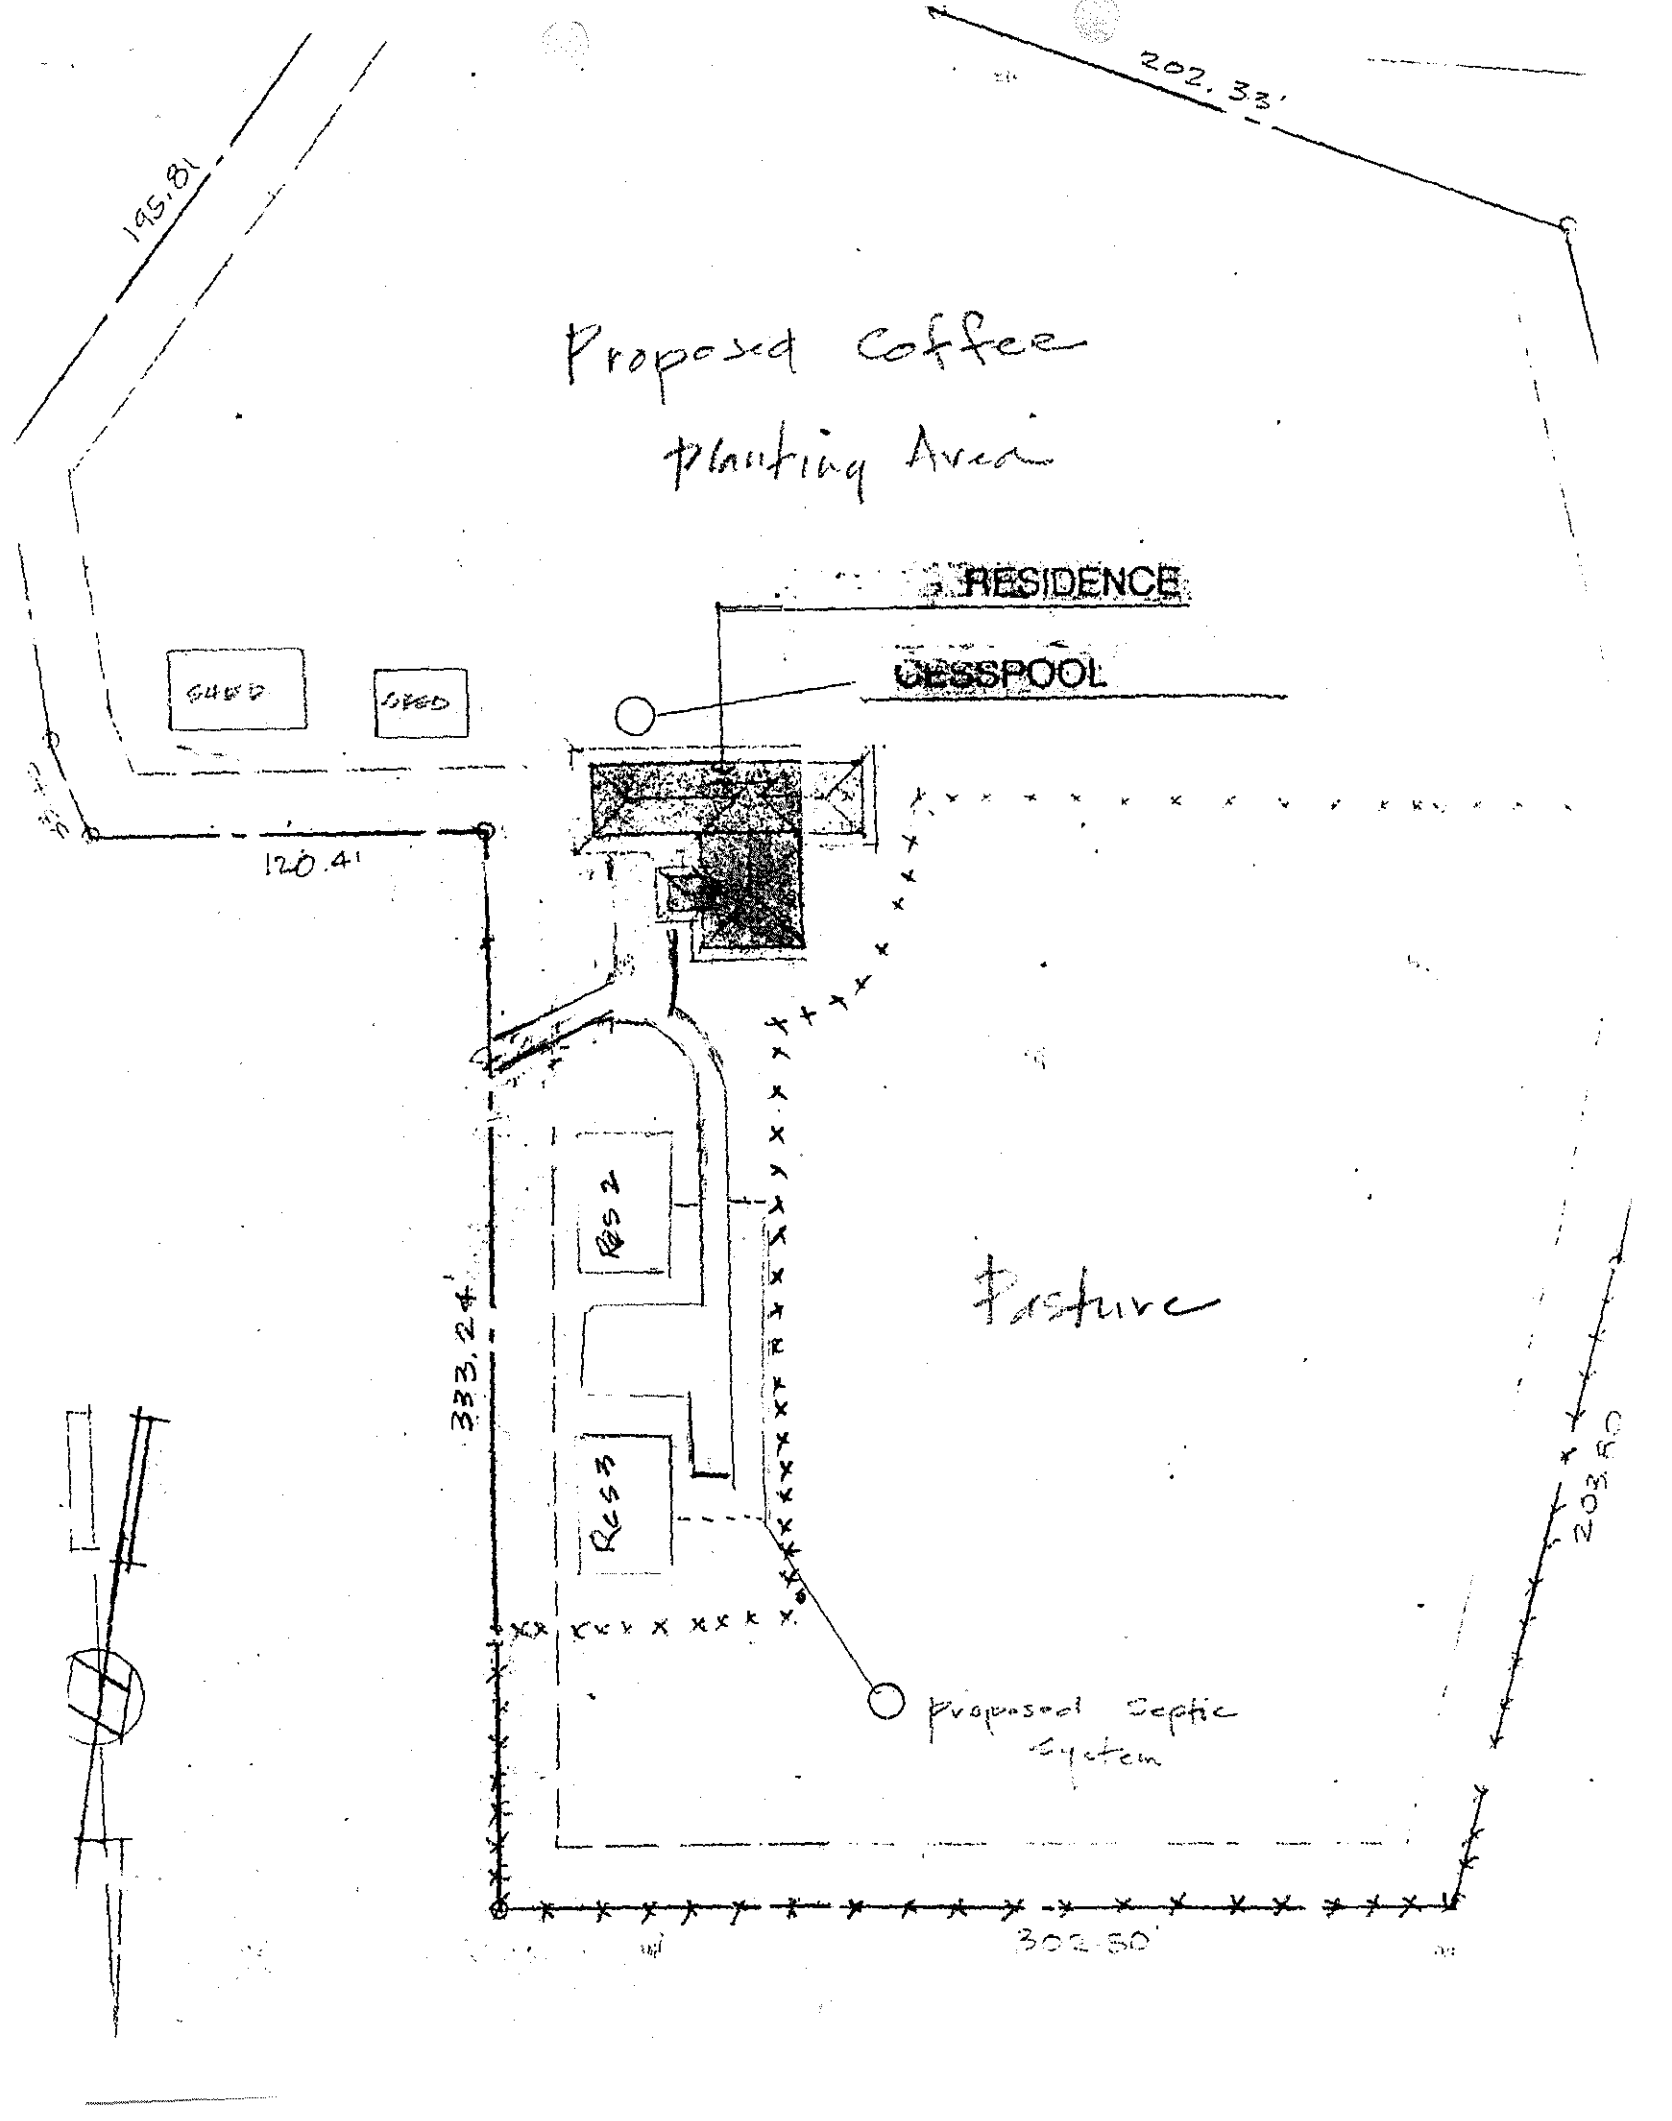 202.33'
195.81
Proposed Coffee
Planting Area
RESIDENCE
CESSPOOL
SHED
SHED
120.41
Res 2
333.24'
Pasture
Res 3
203.50
proposed Septic
System
302.50'